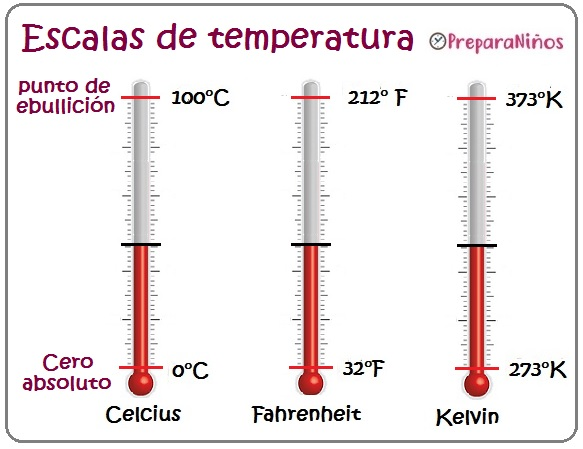 Escalas de temperatura
PreparaNiños
punto de
ebullición
100°C
212° F
373°K
Cero
absoluto
0°C
32°F
273°K
Celcius
Fahrenheit
Kelvin